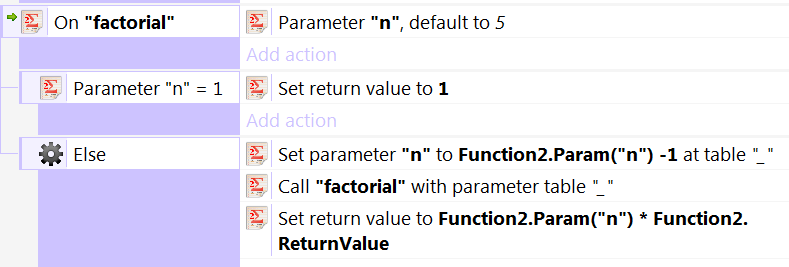 On "factorial"
Parameter "n", default to 5
Add action
Parameter "n" = 1
Set return value to 1
Add action
Else
Set parameter "n" to Function2.Param("n") -1 at table "_"
Call "factorial" with parameter table "_"
Set return value to Function2.Param("n") * Function2.
ReturnValue